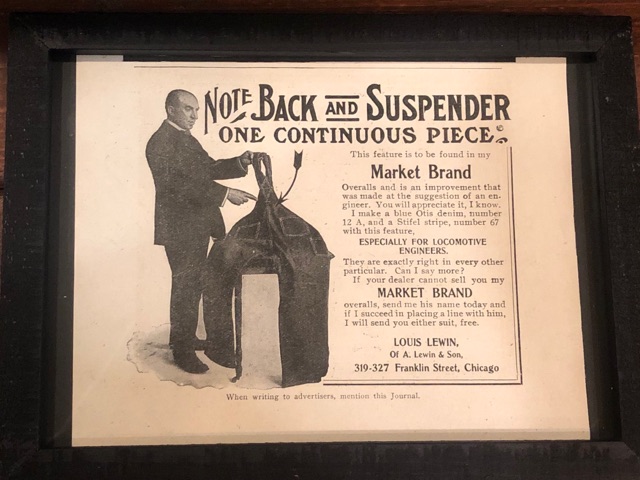 NOTE BACK AND SUSPENDER
ONE CONTINUOUS PIECE.
This feature is to be found in my
Market Brand
Overalls and is an improvement that
was made at the suggestion of an en-
gineer. You will appreciate it, I know.
I make a blue Otis denim, number
12 A, and a Stifel stripe, number 67
with this feature,
ESPECIALLY FOR LOCOMOTIVE
ENGINEERS.
They are exactly right in every other
particular. Can I say more?
If your dealer cannot sell you my
MARKET BRAND
overalls, send me his name today and
if I succeed in placing a line with him,
I will send you either suit, free.
LOUIS LEWIN,
Of A. Lewin & Son,
319-327 Franklin Street, Chicago
When writing to advertisers, mention this Journal.